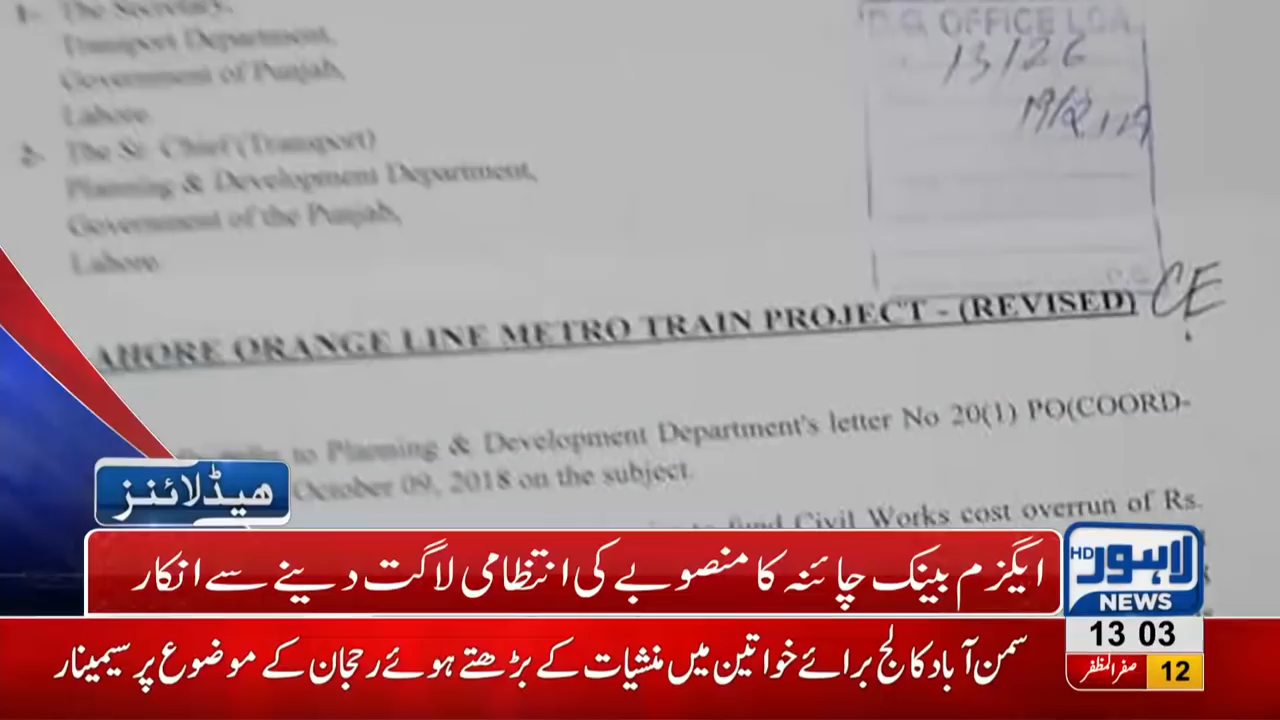 1- The Secretary,
D.G. OFFICE LDA
Transport Department,
13126
Government of Punjab,
Lahore.
2- The Sr. Chief (Transport)
Planning & Development Department,
Government of the Punjab,
Lahore.
CE
AHORE ORANGE LINE METRO TRAIN PROJECT - (REVISED)
to Planning & Development Department's letter No 20(1) PO(COORD-
October 09, 2018 on the subject.
to fund Civil Works cost overrun of Rs.
ہیڈلائنز
ایگزم بینک چائنہ کا منصوبے کی انتظامی لاگت دینے سے انکار
لاہور HD
NEWS
13 03
سمن آباد کالج برائے خواتین میں منشیات کے بڑھتے ہوئے رحجان کے موضوع پر سیمینار
12 صفرالمظفر